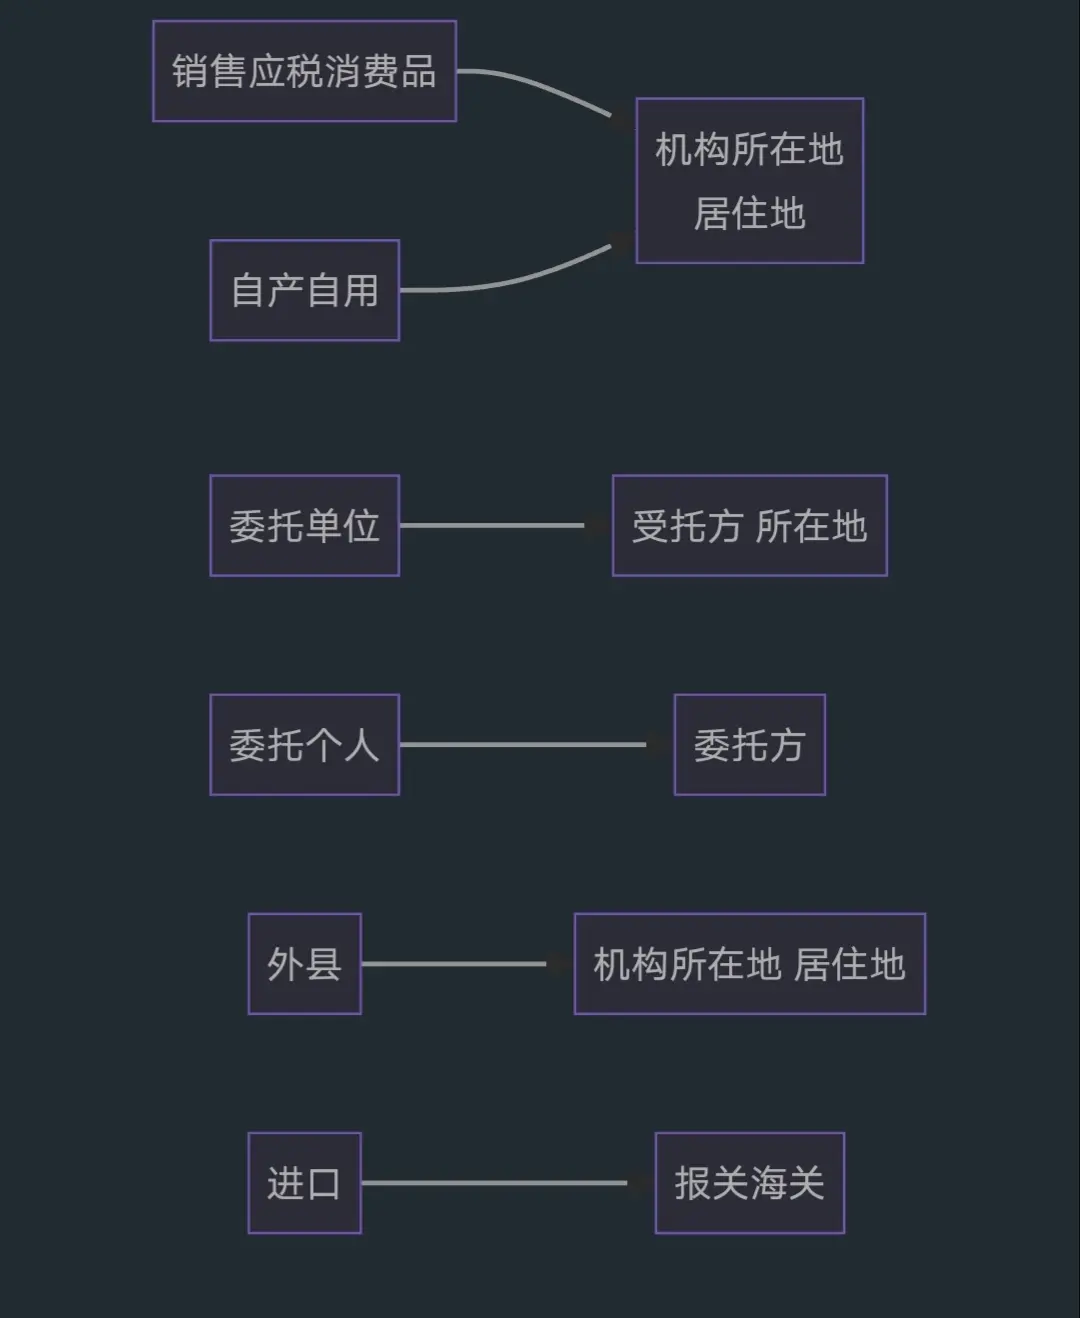 销售应税消费品
机构所在地
居住地
自产自用
委托单位
受托方 所在地
委托个人
委托方
外县
机构所在地 居住地
进口
报关海关